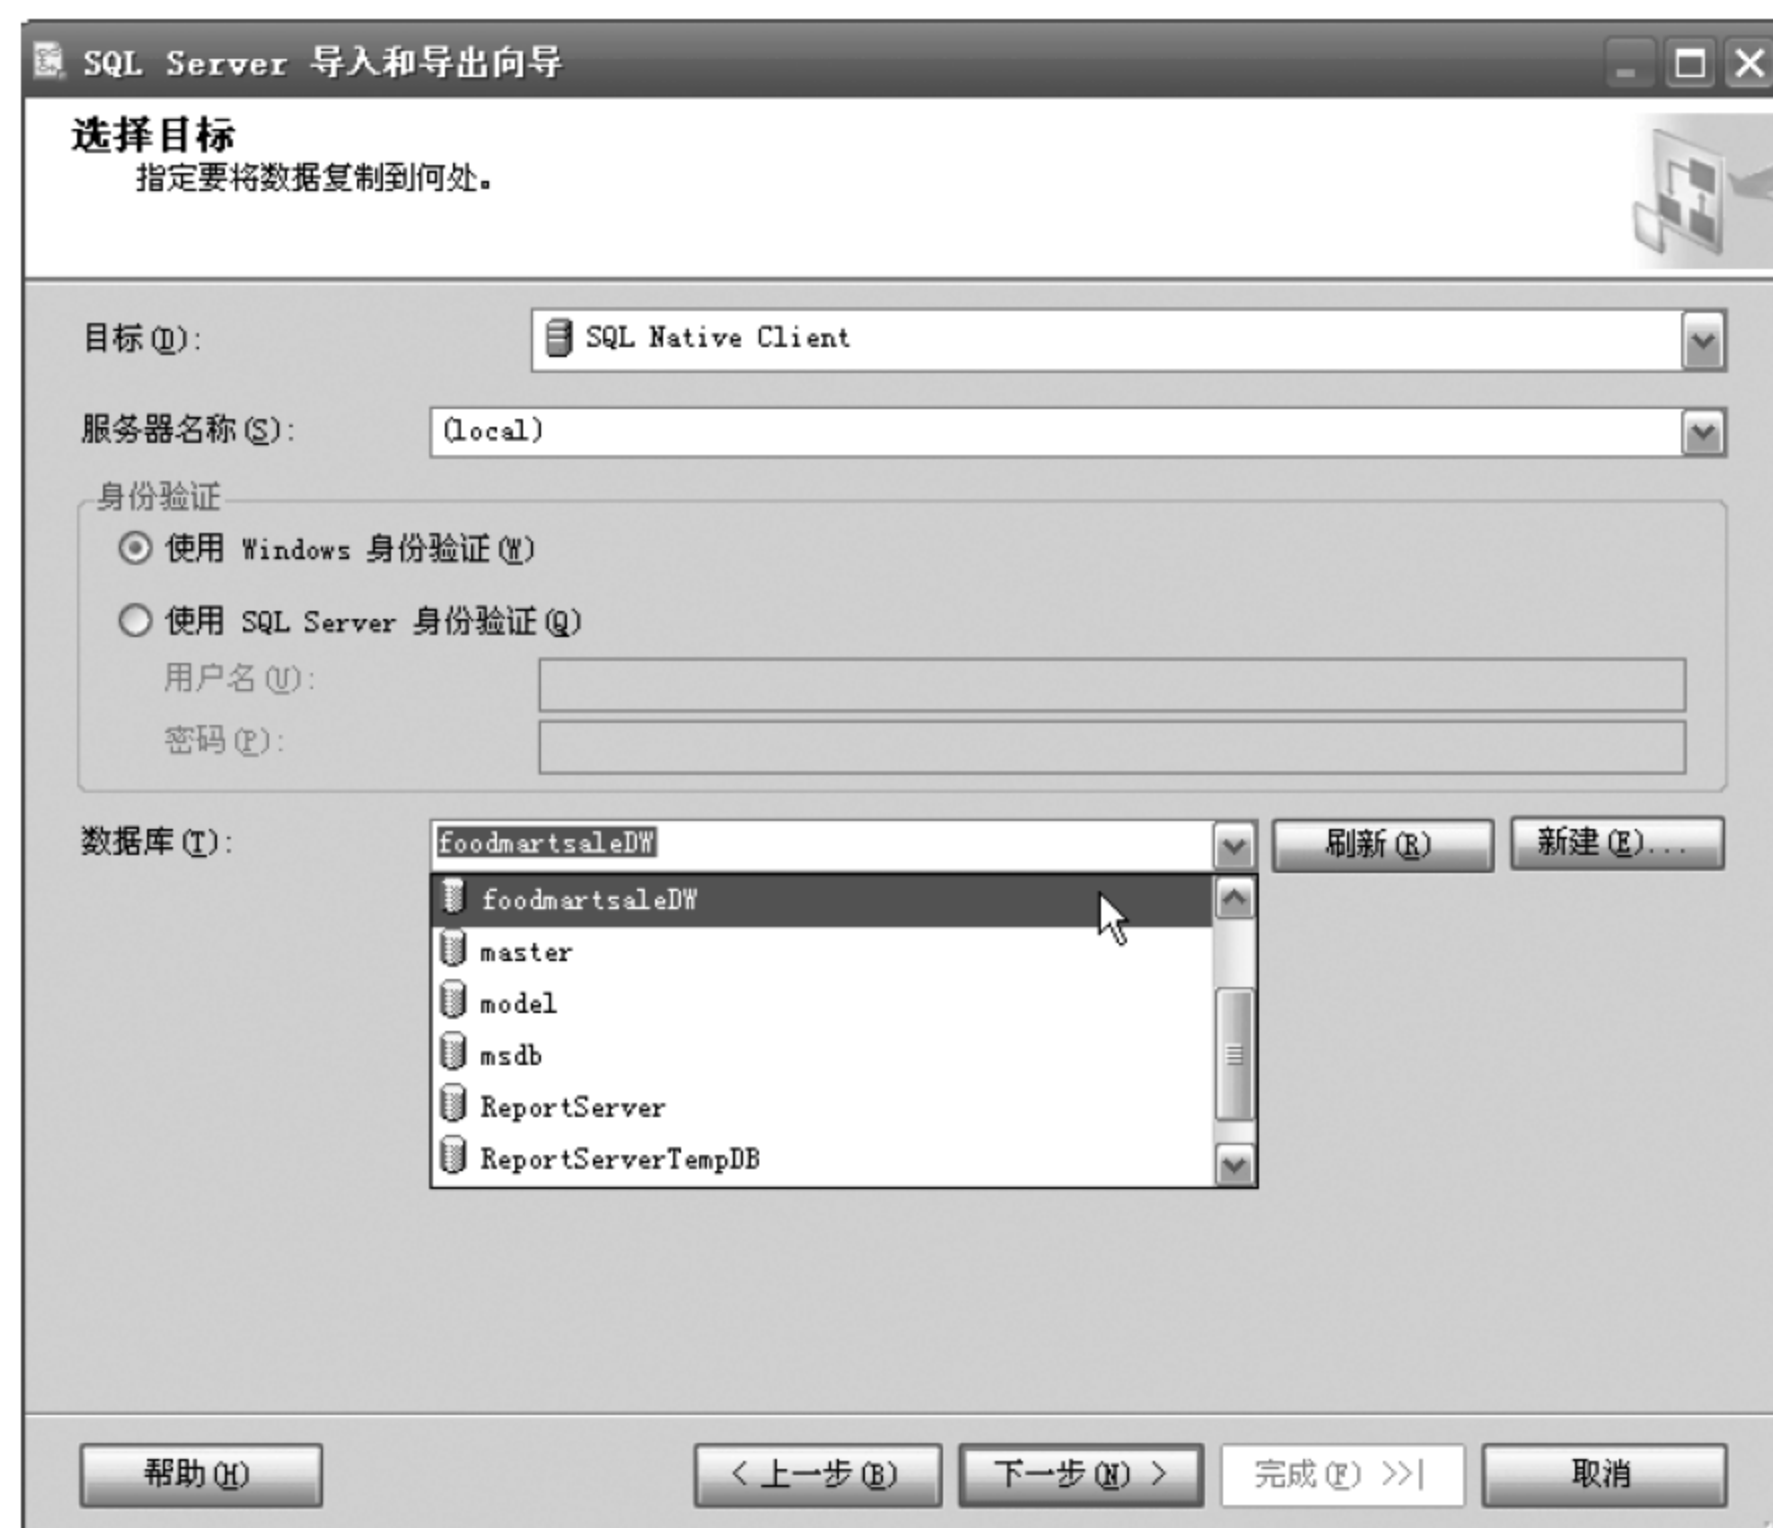 SQL Server 导入和导出向导
选择目标
指定要将数据复制到何处。
目标(D):
SQL Native Client
服务器名称(S):
(local)
身份验证
使用 Windows 身份验证(W)
使用 SQL Server 身份验证(Q)
用户名(U):
密码(P):
数据库(T):
foodmartsaleDW
刷新(R)
新建(E)...
foodmartsaleDW
master
model
msdb
ReportServer
ReportServerTempDB
帮助(H)
< 上一步(B)
下一步(N) >
完成(F) >>|
取消